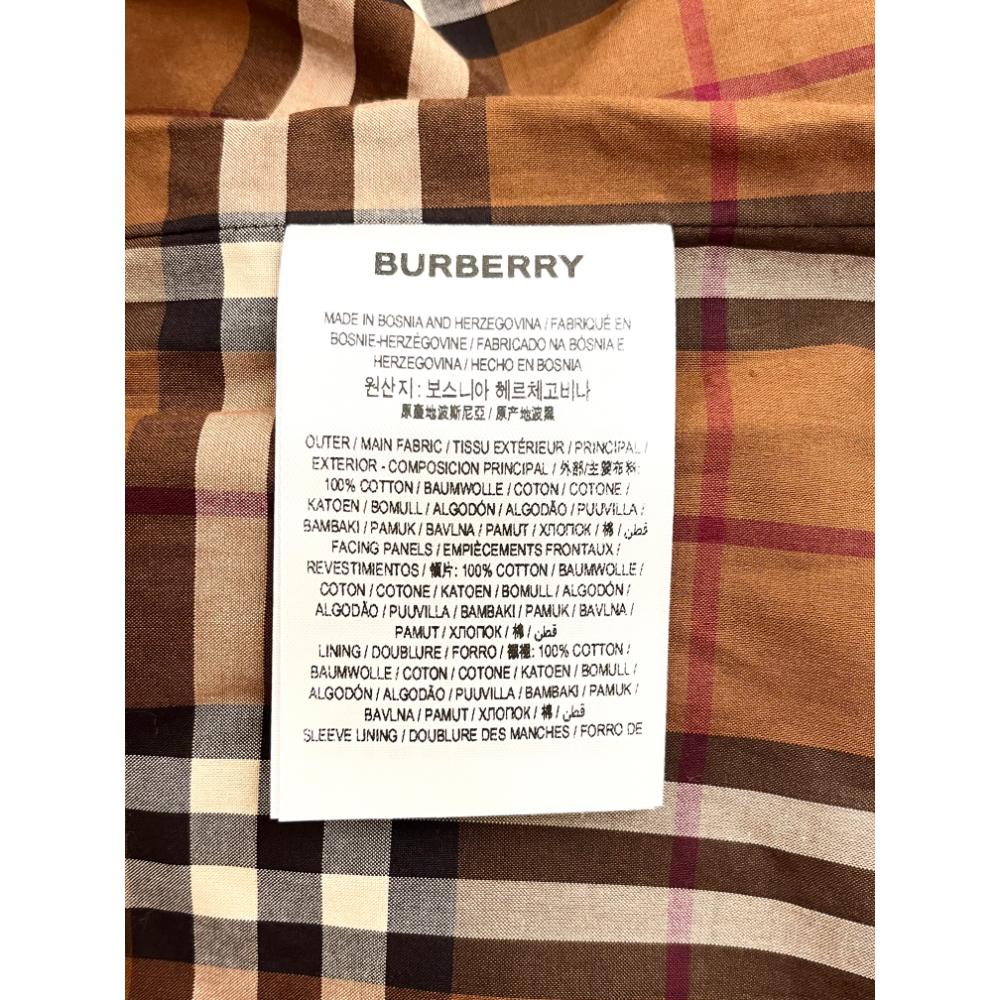 BURBERRY
MADE IN BOSNIA AND HERZEGOVINA / FABRIQUÉ EN
BOSNIE-HERZÉGOVINE / FABRICADO NA BÓSNIA E
HERZEGOVINA / HECHO EN BOSNIA
원산지 : 보스니아 헤르체고비나
原產地波斯尼亞 / 原产地波黑
OUTER / MAIN FABRIC / TISSU EXTÉRIEUR / PRINCIPAL /
EXTERIOR - COMPOSICION PRINCIPAL / 外部/主要布料:
100% COTTON / BAUMWOLLE / COTON / COTONE /
KATOEN / BOMULL / ALGODÓN / ALGODÃO / PUUVILLA /
BAMBAKI / PAMUK / BAVLNA / PAMUT / ХЛОПОК / 棉 / قطن
FACING PANELS / EMPIÈCEMENTS FRONTAUX /
REVESTIMIENTOS / 領片: 100% COTTON / BAUMWOLLE /
COTON / COTONE / KATOEN / BOMULL / ALGODÓN /
ALGODÃO / PUUVILLA / BAMBAKI / PAMUK / BAVLNA /
PAMUT / ХЛОПОК / 棉 / قطن
LINING / DOUBLURE / FORRO / 襯裡: 100% COTTON /
BAUMWOLLE / COTON / COTONE / KATOEN / BOMULL /
ALGODÓN / ALGODÃO / PUUVILLA / BAMBAKI / PAMUK /
BAVLNA / PAMUT / ХЛОПОК / 棉 / قطن
SLEEVE LINING / DOUBLURE DES MANCHES / FORRO DE